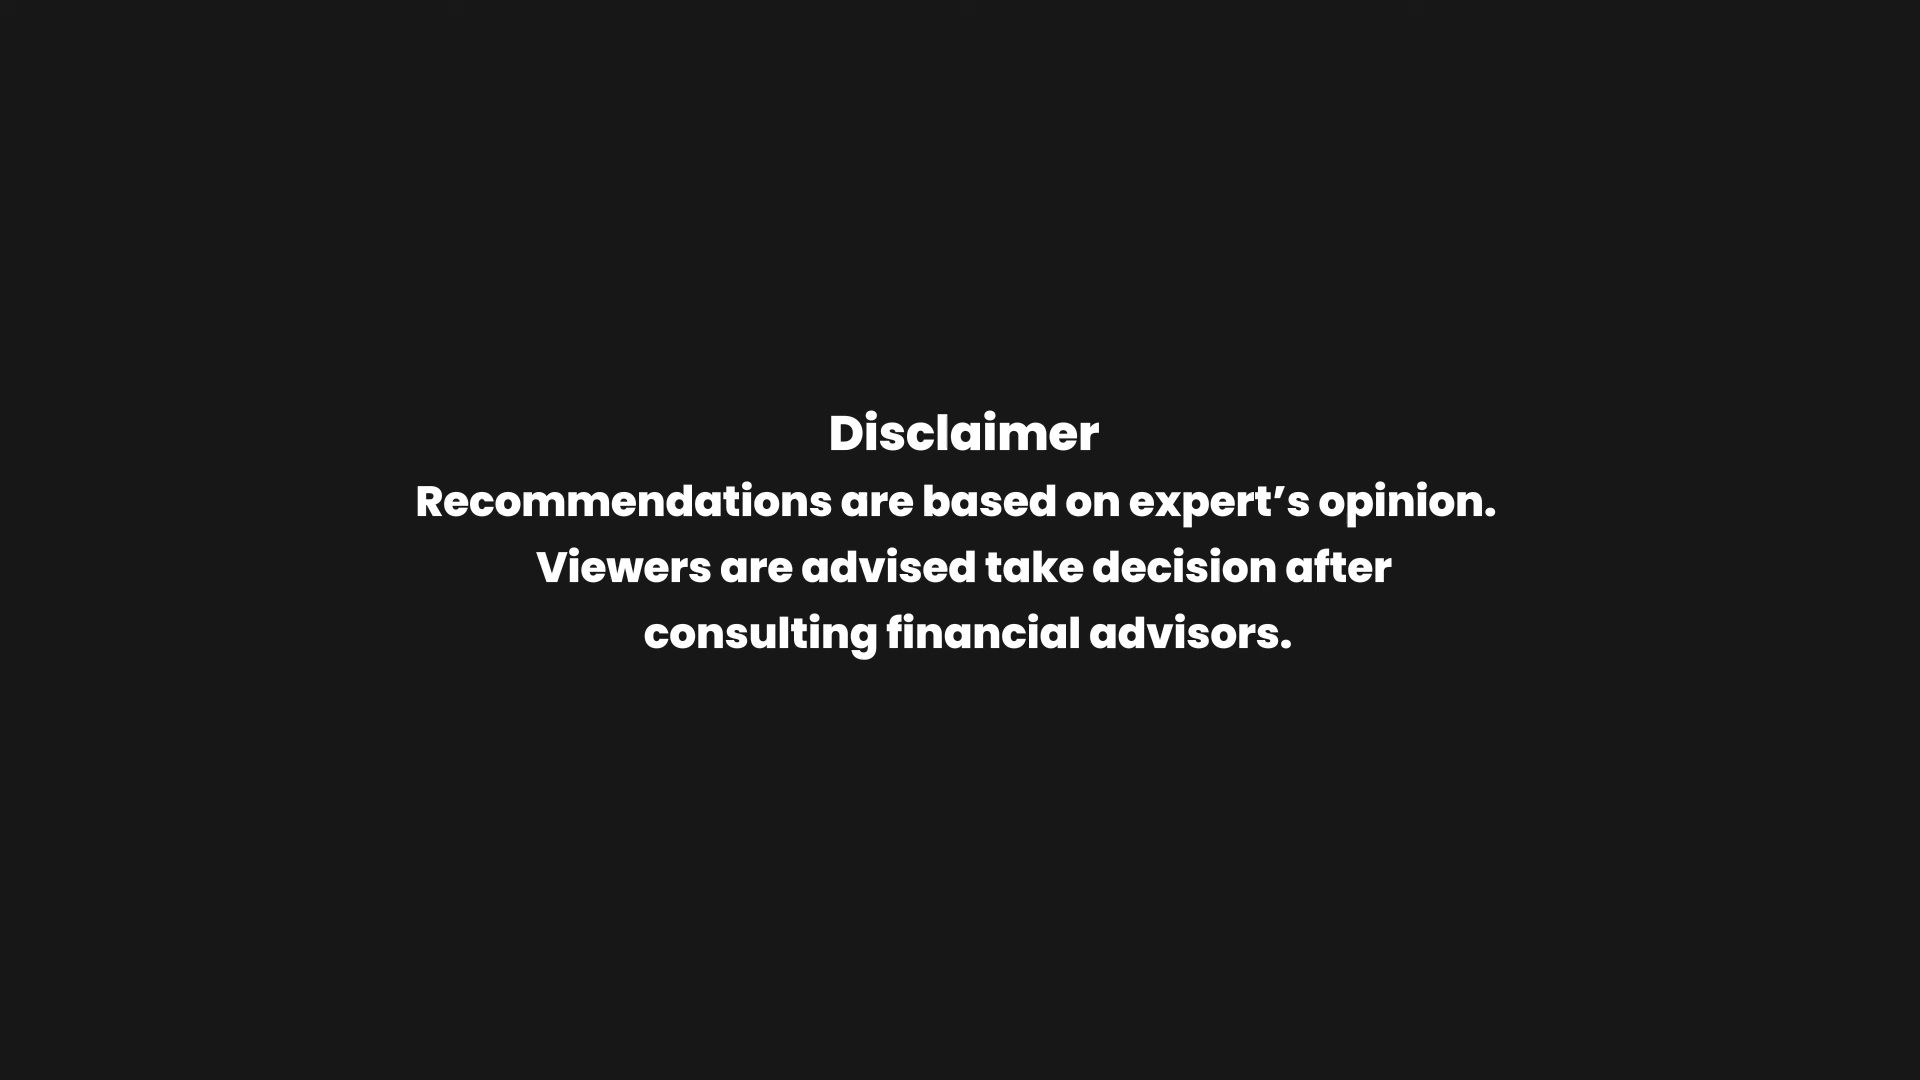 Disclaimer
Recommendations are based on expert’s opinion.
Viewers are advised take decision after
consulting financial advisors.